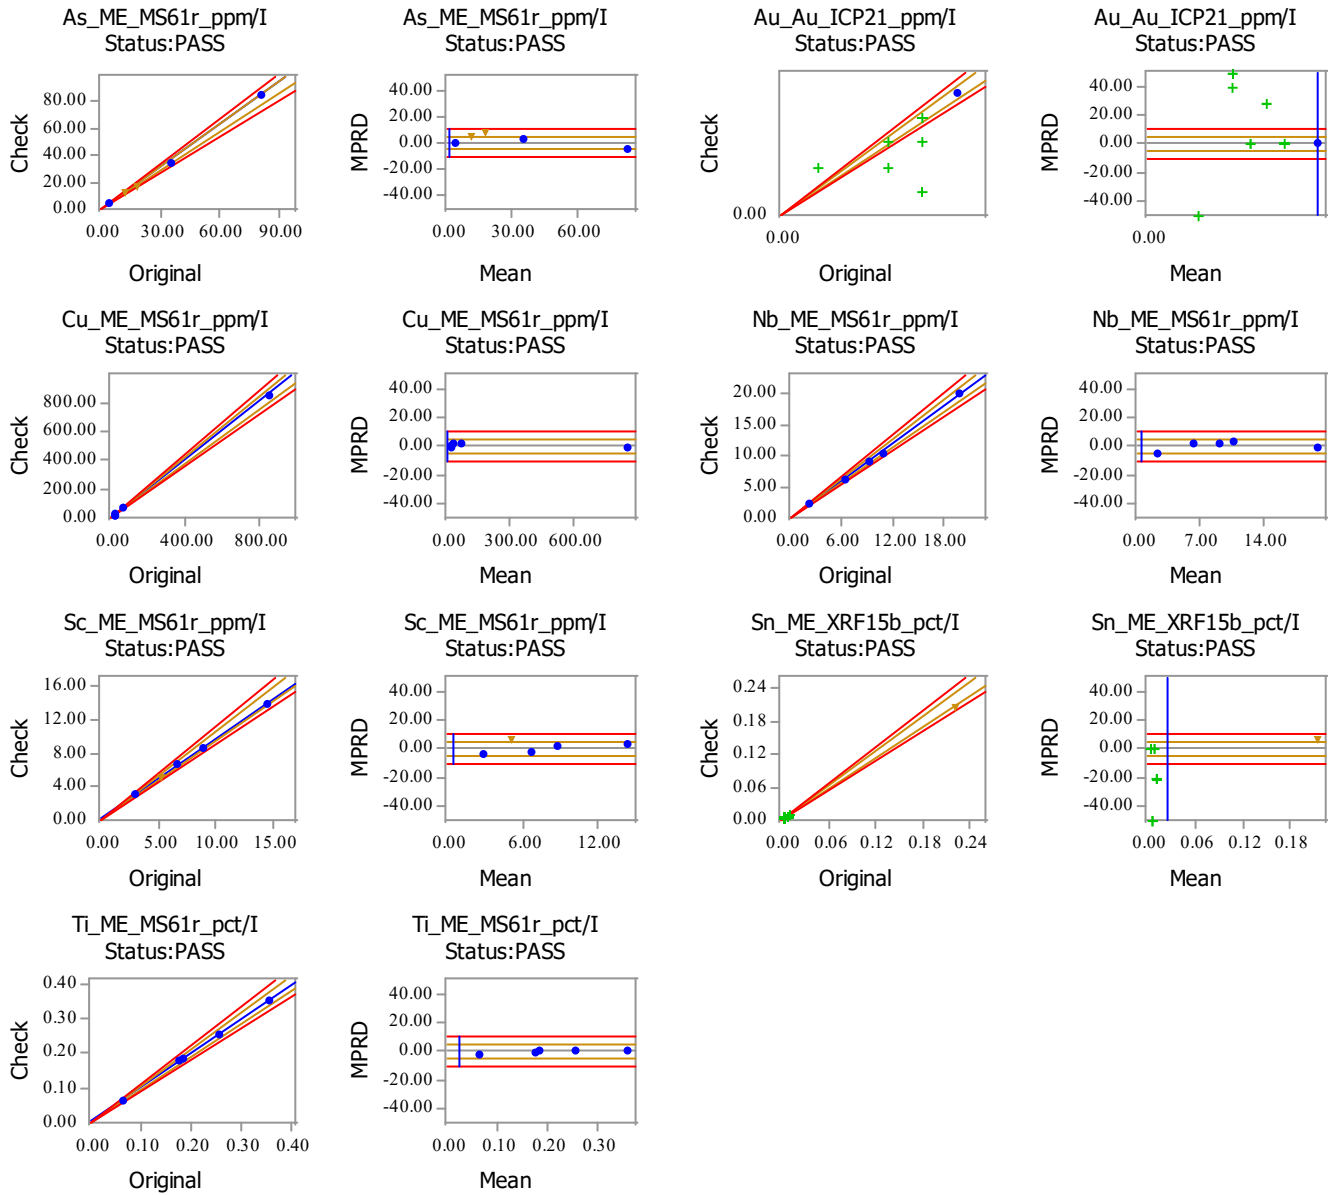 As_ME_MS61r_ppm/I
Status:PASS
Check
80.00
60.00
40.00
20.00
0.00
0.00 30.00 60.00 90.00
Original
As_ME_MS61r_ppm/I
Status:PASS
MPRD
40.00
20.00
0.00
-20.00
-40.00
0.00 30.00 60.00
Mean
Au_Au_ICP21_ppm/I
Status:PASS
Check
0.00
0.00
Original
Au_Au_ICP21_ppm/I
Status:PASS
MPRD
40.00
20.00
0.00
-20.00
-40.00
0.00
Mean
Cu_ME_MS61r_ppm/I
Status:PASS
Check
800.00
600.00
400.00
200.00
0.00
0.00 400.00 800.00
Original
Cu_ME_MS61r_ppm/I
Status:PASS
MPRD
40.00
20.00
0.00
-20.00
-40.00
0.00 300.00 600.00
Mean
Nb_ME_MS61r_ppm/I
Status:PASS
Check
20.00
15.00
10.00
5.00
0.00
0.00 6.00 12.00 18.00
Original
Nb_ME_MS61r_ppm/I
Status:PASS
MPRD
40.00
20.00
0.00
-20.00
-40.00
0.00 7.00 14.00
Mean
Sc_ME_MS61r_ppm/I
Status:PASS
Check
16.00
12.00
8.00
4.00
0.00
0.00 5.00 10.00 15.00
Original
Sc_ME_MS61r_ppm/I
Status:PASS
MPRD
40.00
20.00
0.00
-20.00
-40.00
0.00 6.00 12.00
Mean
Sn_ME_XRF15b_pct/I
Status:PASS
Check
0.24
0.18
0.12
0.06
0.00
0.00 0.06 0.12 0.18 0.24
Original
Sn_ME_XRF15b_pct/I
Status:PASS
MPRD
40.00
20.00
0.00
-20.00
-40.00
0.00 0.06 0.12 0.18
Mean
Ti_ME_MS61r_pct/I
Status:PASS
Check
0.40
0.30
0.20
0.10
0.00
0.00 0.10 0.20 0.30 0.40
Original
Ti_ME_MS61r_pct/I
Status:PASS
MPRD
40.00
20.00
0.00
-20.00
-40.00
0.00 0.10 0.20 0.30
Mean